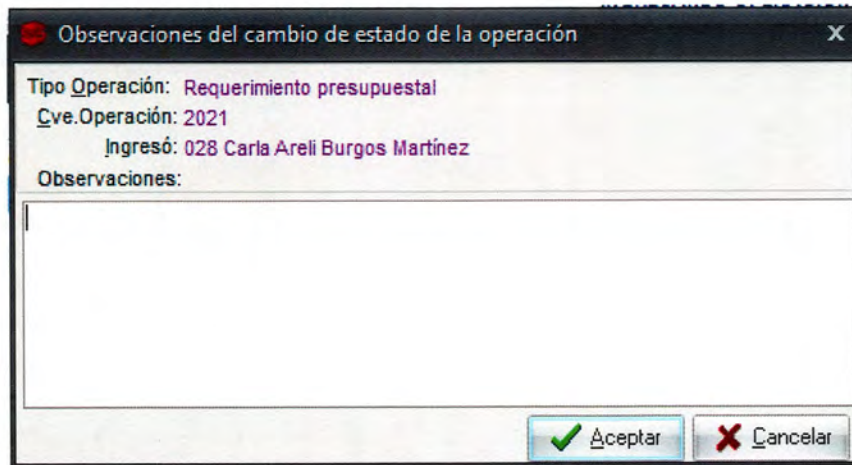 Observaciones del cambio de estado de la operación
Tipo Operación: Requerimiento presupuestal
Cve.Operación: 2021
Ingresó: 028 Carla Areli Burgos Martínez
Observaciones:
Aceptar Cancelar